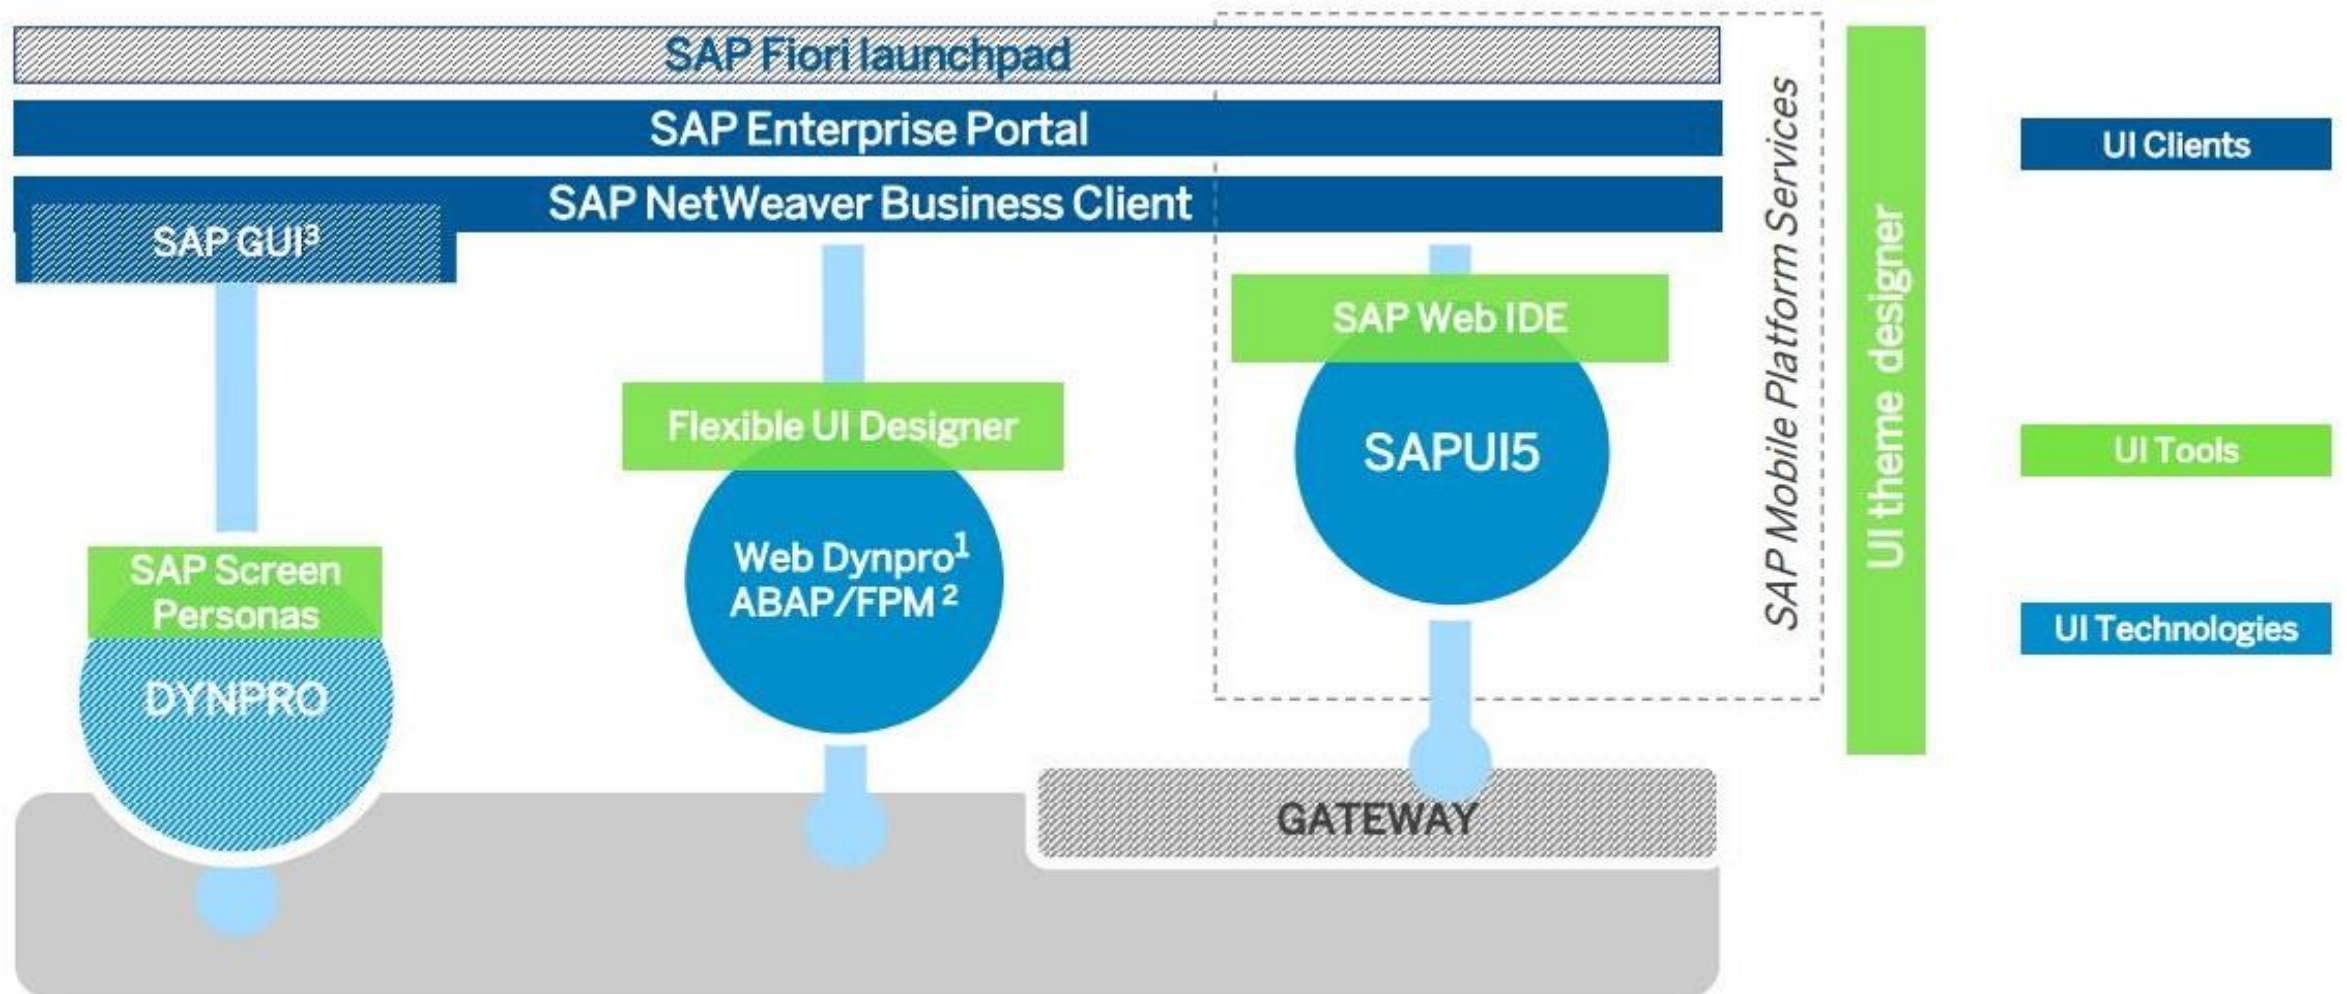 SAP Fiori launchpad
SAP Enterprise Portal
SAP NetWeaver Business Client
SAP GUI³
SAP Screen
Personas
DYNPRO
Flexible UI Designer
Web Dynpro¹
ABAP/FPM ²
SAP Web IDE
SAPUI5
GATEWAY
SAP Mobile Platform Services
UI theme designer
UI Clients
UI Tools
UI Technologies